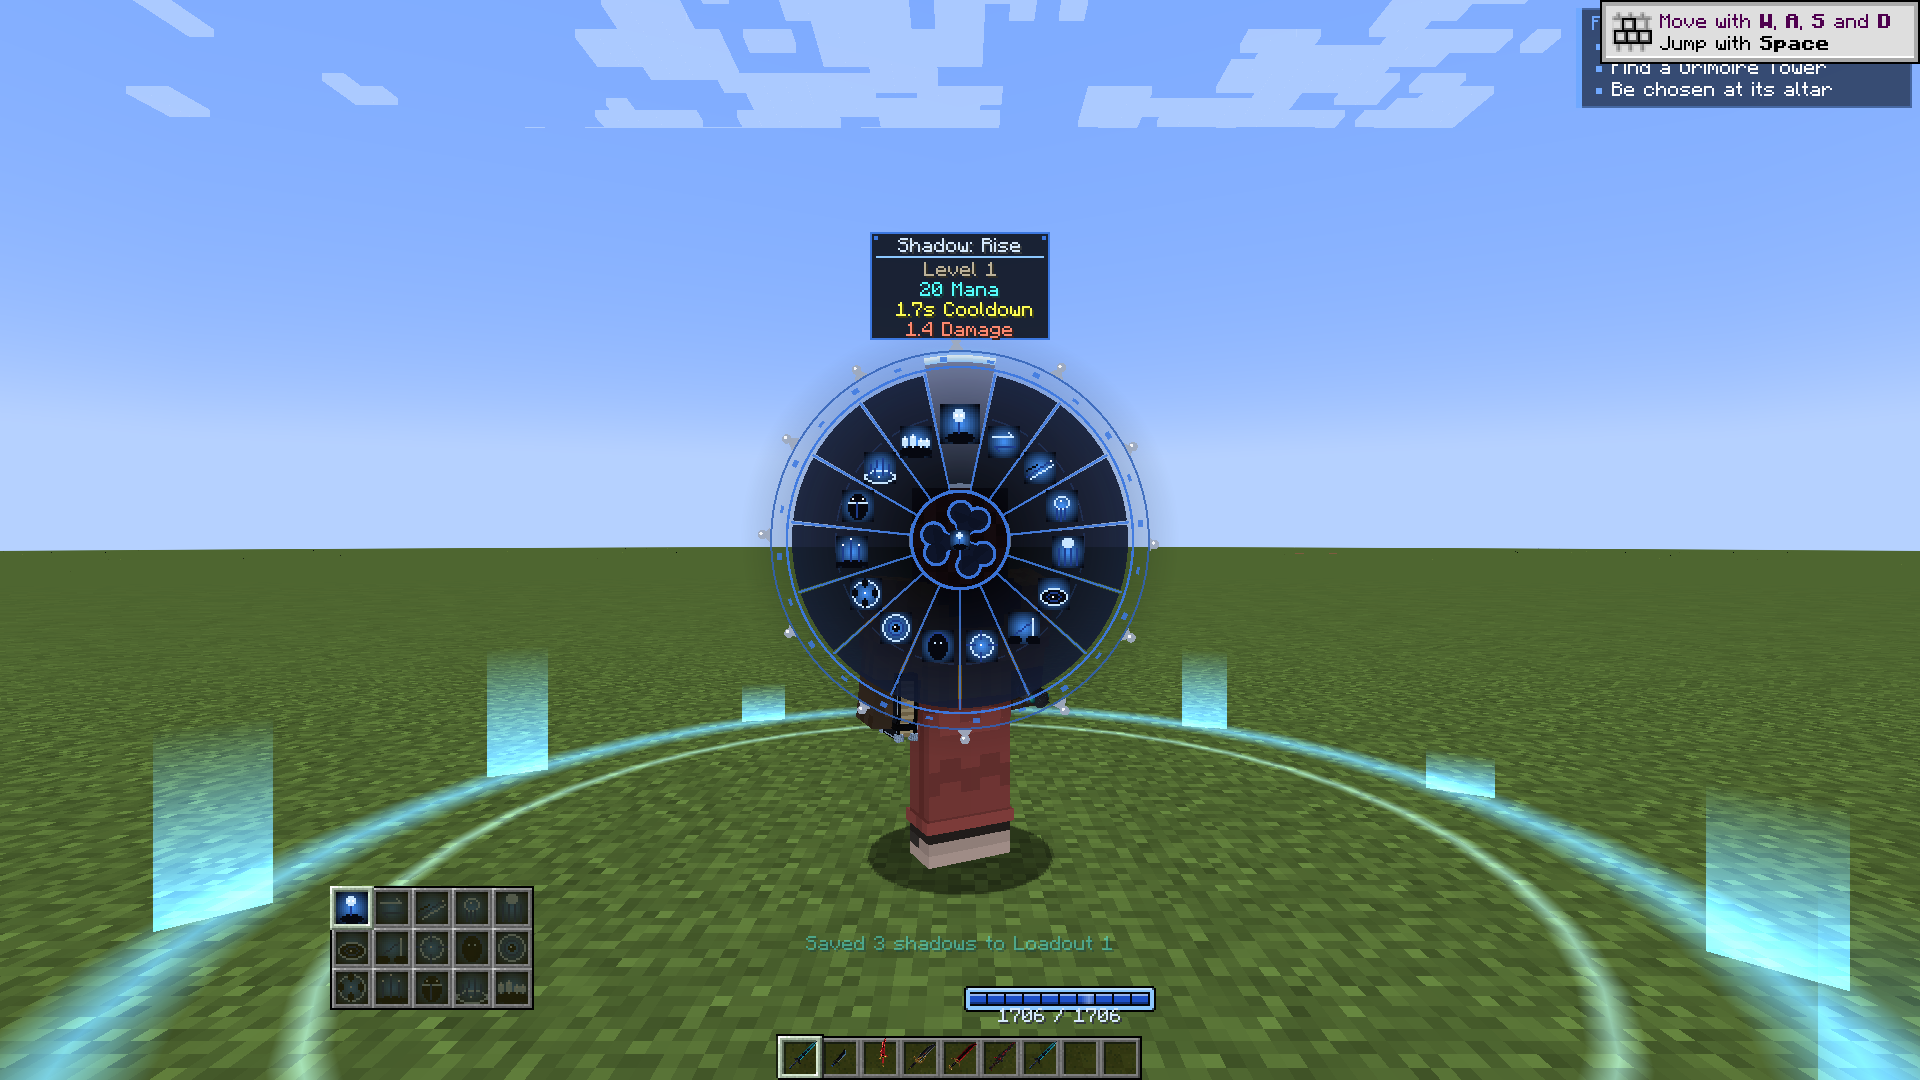 Move with W, A, S and D
Jump with Space
Find a Grimoire Tower
Be chosen at its altar
Shadow: Rise
Level 1
20 Mana
1.7s Cooldown
1.4 Damage
Saved 3 shadows to Loadout 1
1706 / 1706